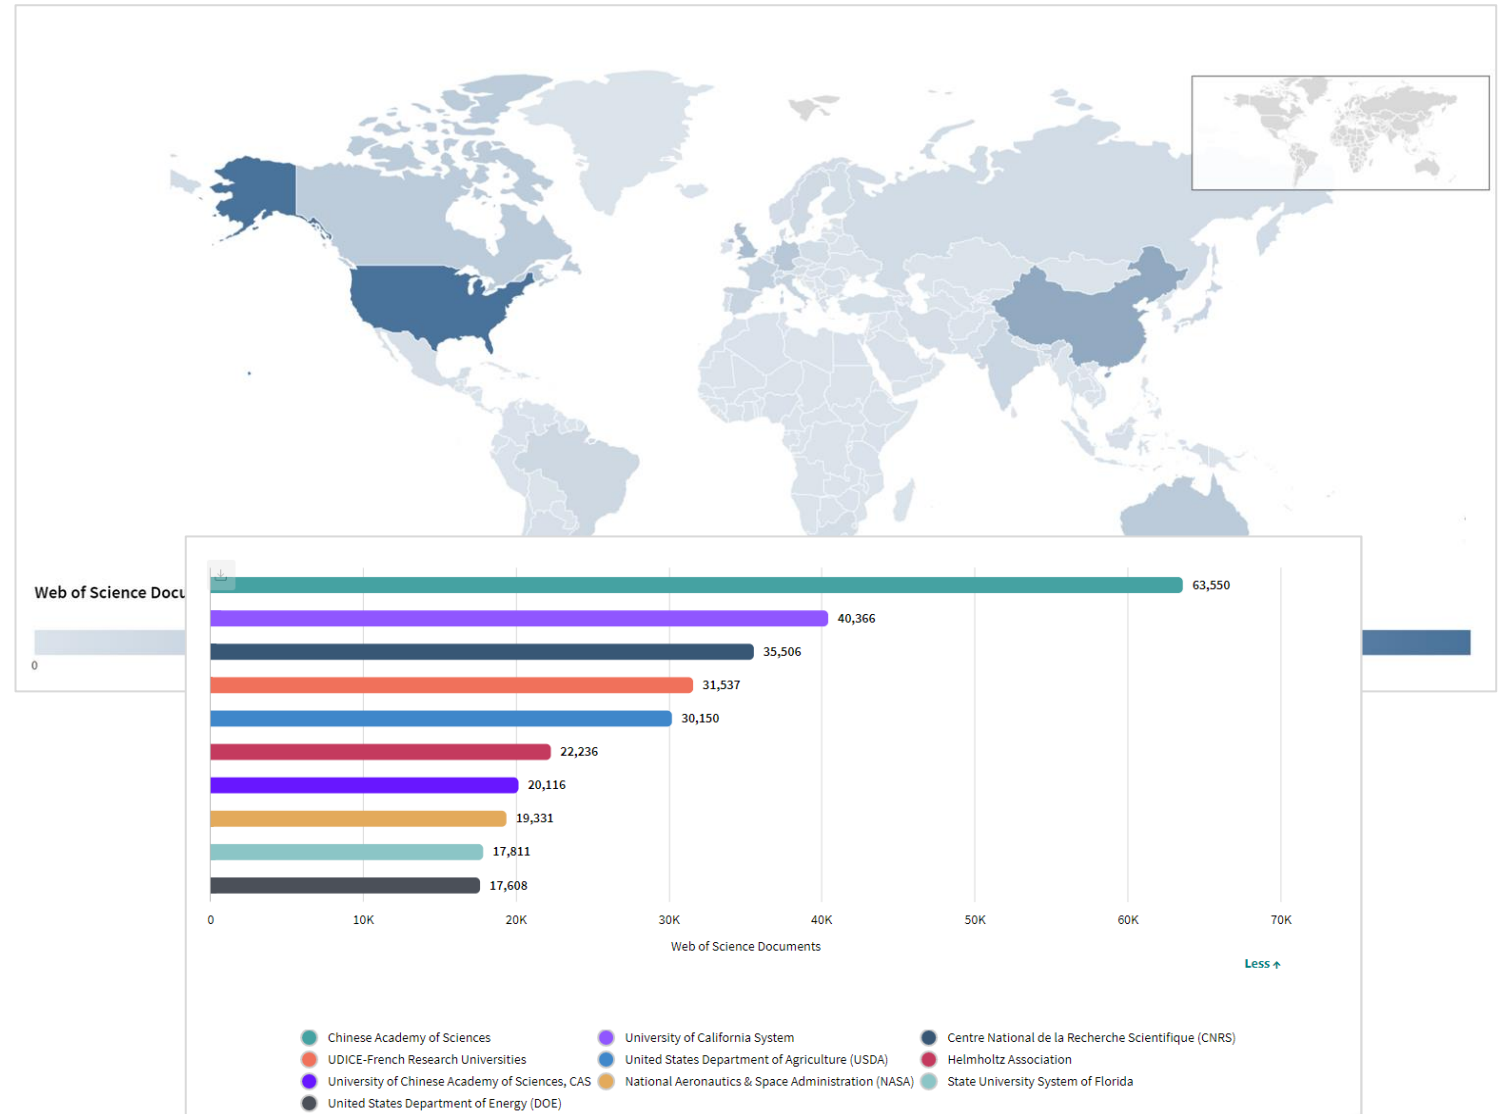 Web of Science Docu
0
63,550
40,366
35,506
31,537
30,150
22,236
20,116
19,331
17,811
17,608
0 10K 20K 30K 40K 50K 60K 70K
Web of Science Documents
Less ↑
Chinese Academy of Sciences University of California System Centre National de la Recherche Scientifique (CNRS)
UDICE-French Research Universities United States Department of Agriculture (USDA) Helmholtz Association
University of Chinese Academy of Sciences, CAS National Aeronautics & Space Administration (NASA) State University System of Florida
United States Department of Energy (DOE)